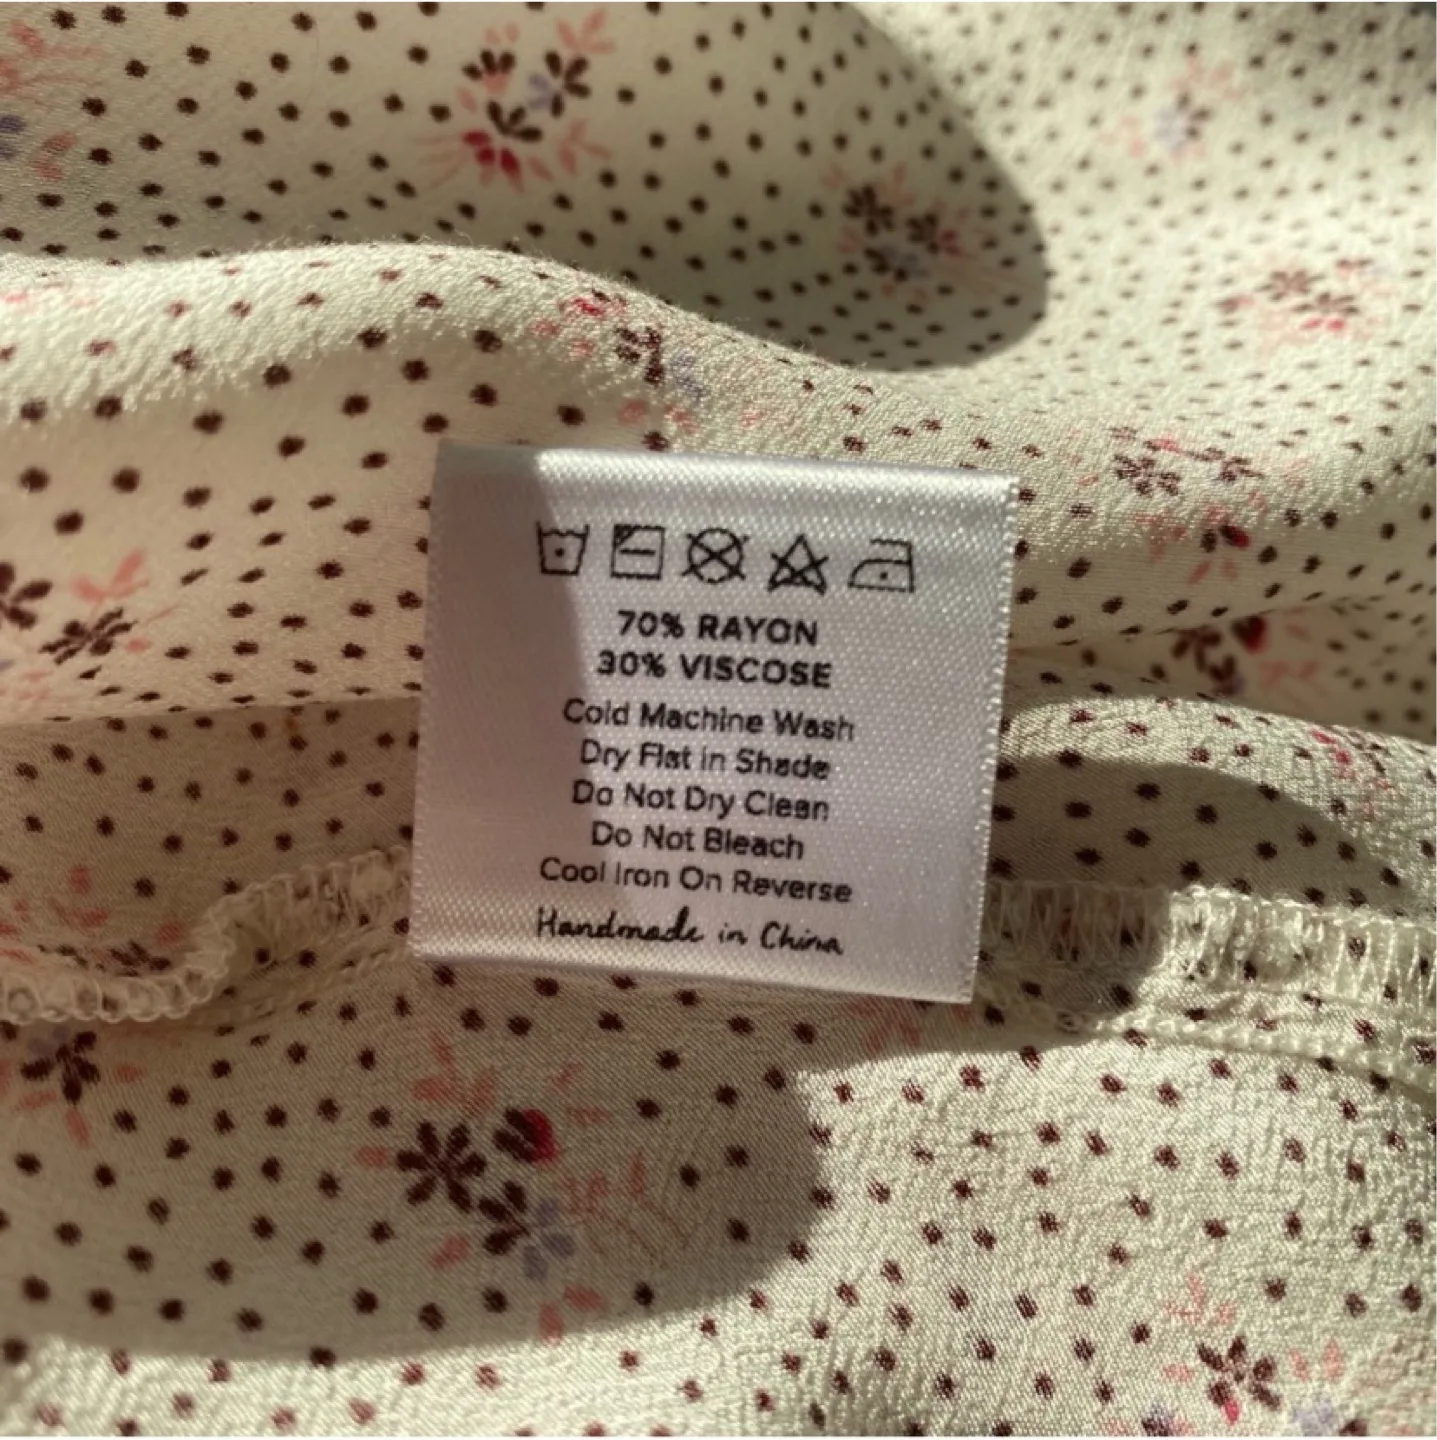 70% RAYON
30% VISCOSE
Cold Machine Wash
Dry Flat in Shade
Do Not Dry Clean
Do Not Bleach
Cool Iron On Reverse
Handmade in China